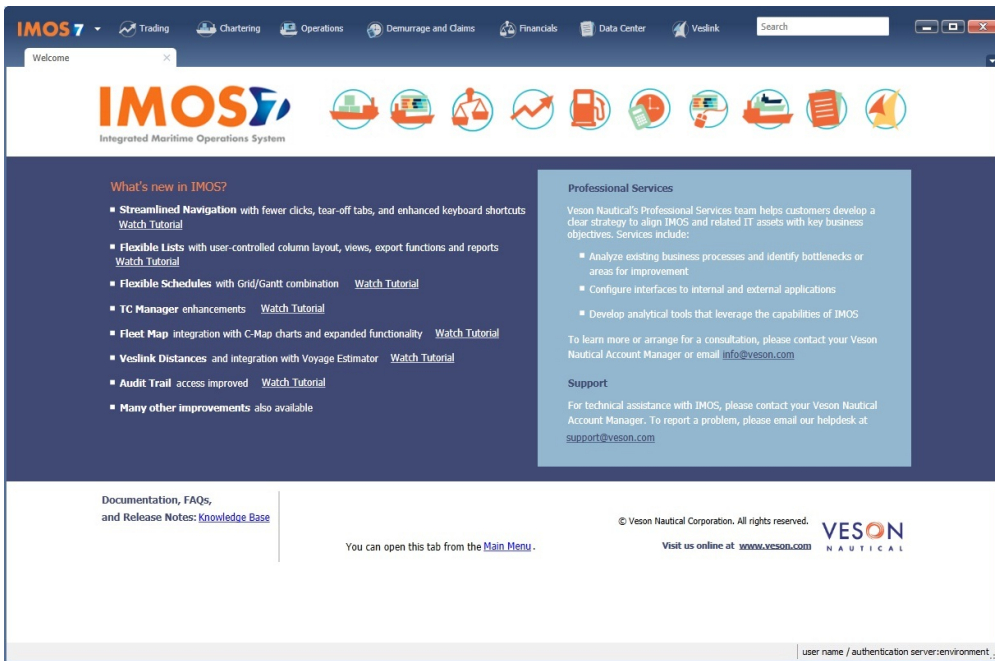 IMOS 7 Trading Chartering Operations Demurrage and Claims Financials Data Center Veslink Search
Welcome
IMOS7
Integrated Maritime Operations System
What's new in IMOS?
Streamlined Navigation with fewer clicks, tear-off tabs, and enhanced keyboard shortcuts
Watch Tutorial
Flexible Lists with user-controlled column layout, views, export functions and reports
Watch Tutorial
Flexible Schedules with Grid/Gantt combination Watch Tutorial
TC Manager enhancements Watch Tutorial
Fleet Map integration with C-Map charts and expanded functionality Watch Tutorial
Veslink Distances and integration with Voyage Estimator Watch Tutorial
Audit Trail access improved Watch Tutorial
Many other improvements also available
Professional Services
Veson Nautical's Professional Services team helps customers develop a
clear strategy to align IMOS and related IT assets with key business
objectives. Services include:
Analyze existing business processes and identify bottlenecks or
areas for improvement
Configure interfaces to internal and external applications
Develop analytical tools that leverage the capabilities of IMOS
To learn more or arrange for a consultation, please contact your Veson
Nautical Account Manager or email info@veson.com
Support
For technical assistance with IMOS, please contact your Veson Nautical
Account Manager. To report a problem, please email our helpdesk at
support@veson.com
Documentation, FAQs,
and Release Notes: Knowledge Base
You can open this tab from the Main Menu.
© Veson Nautical Corporation. All rights reserved.
Visit us online at www.veson.com
VESON
NAUTICAL
user name / authentication server:environment